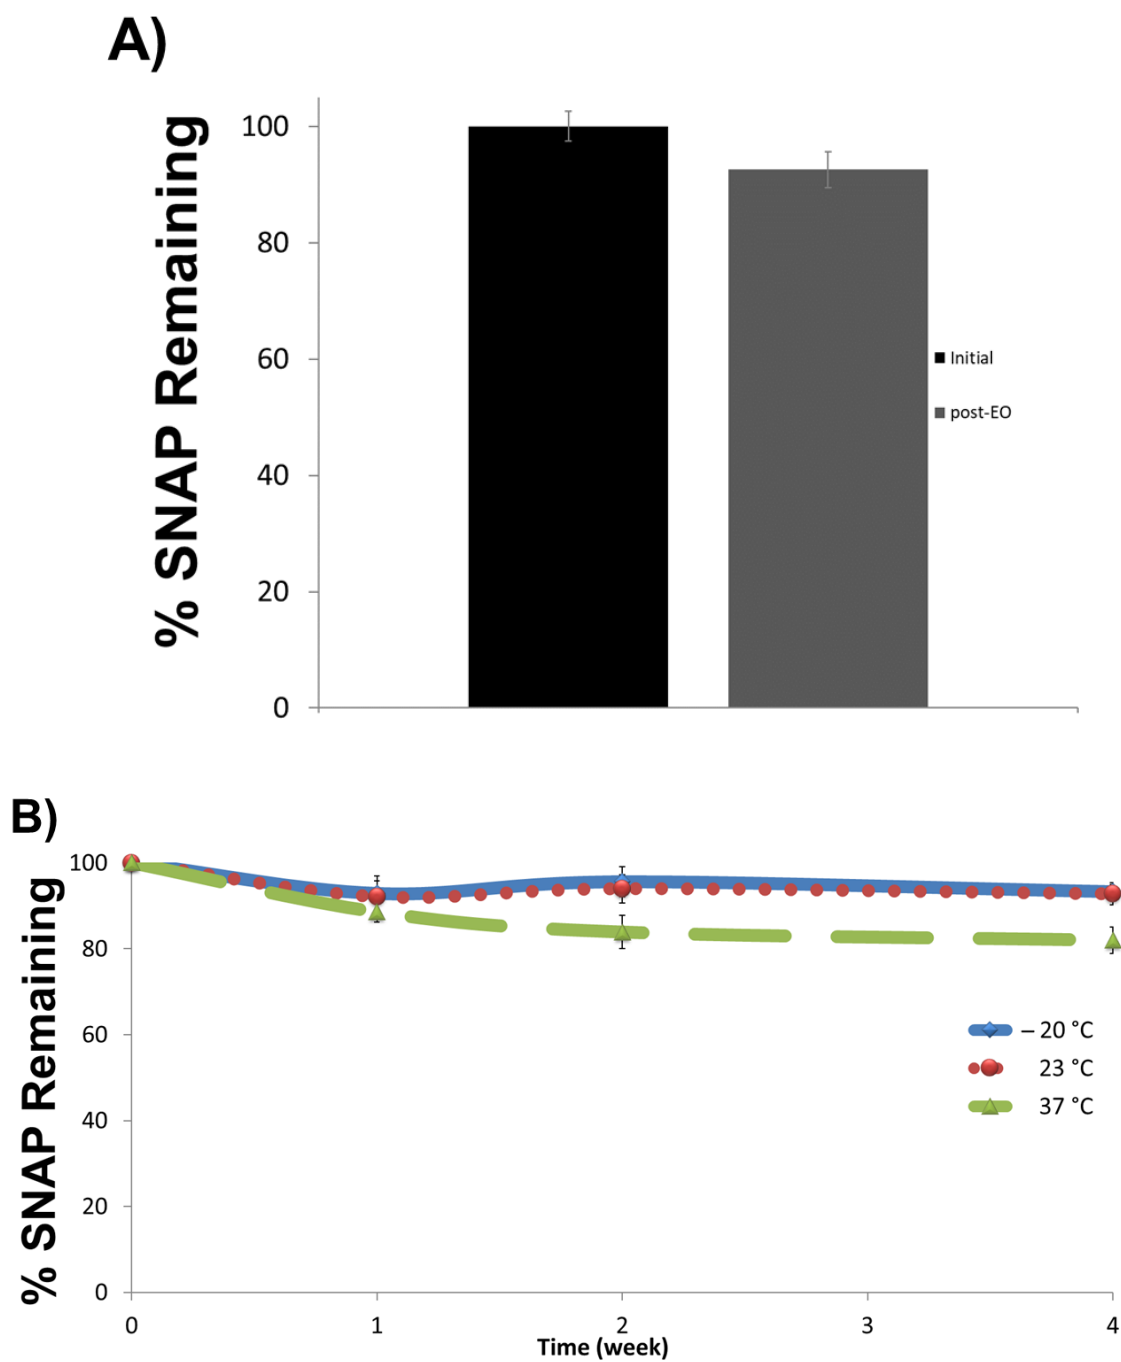 A)
% SNAP Remaining
100
80
60
40
20
0
Initial
post-EO
B)
% SNAP Remaining
100
80
60
40
20
0
– 20 °C
23 °C
37 °C
0 1 2 3 4
Time (week)